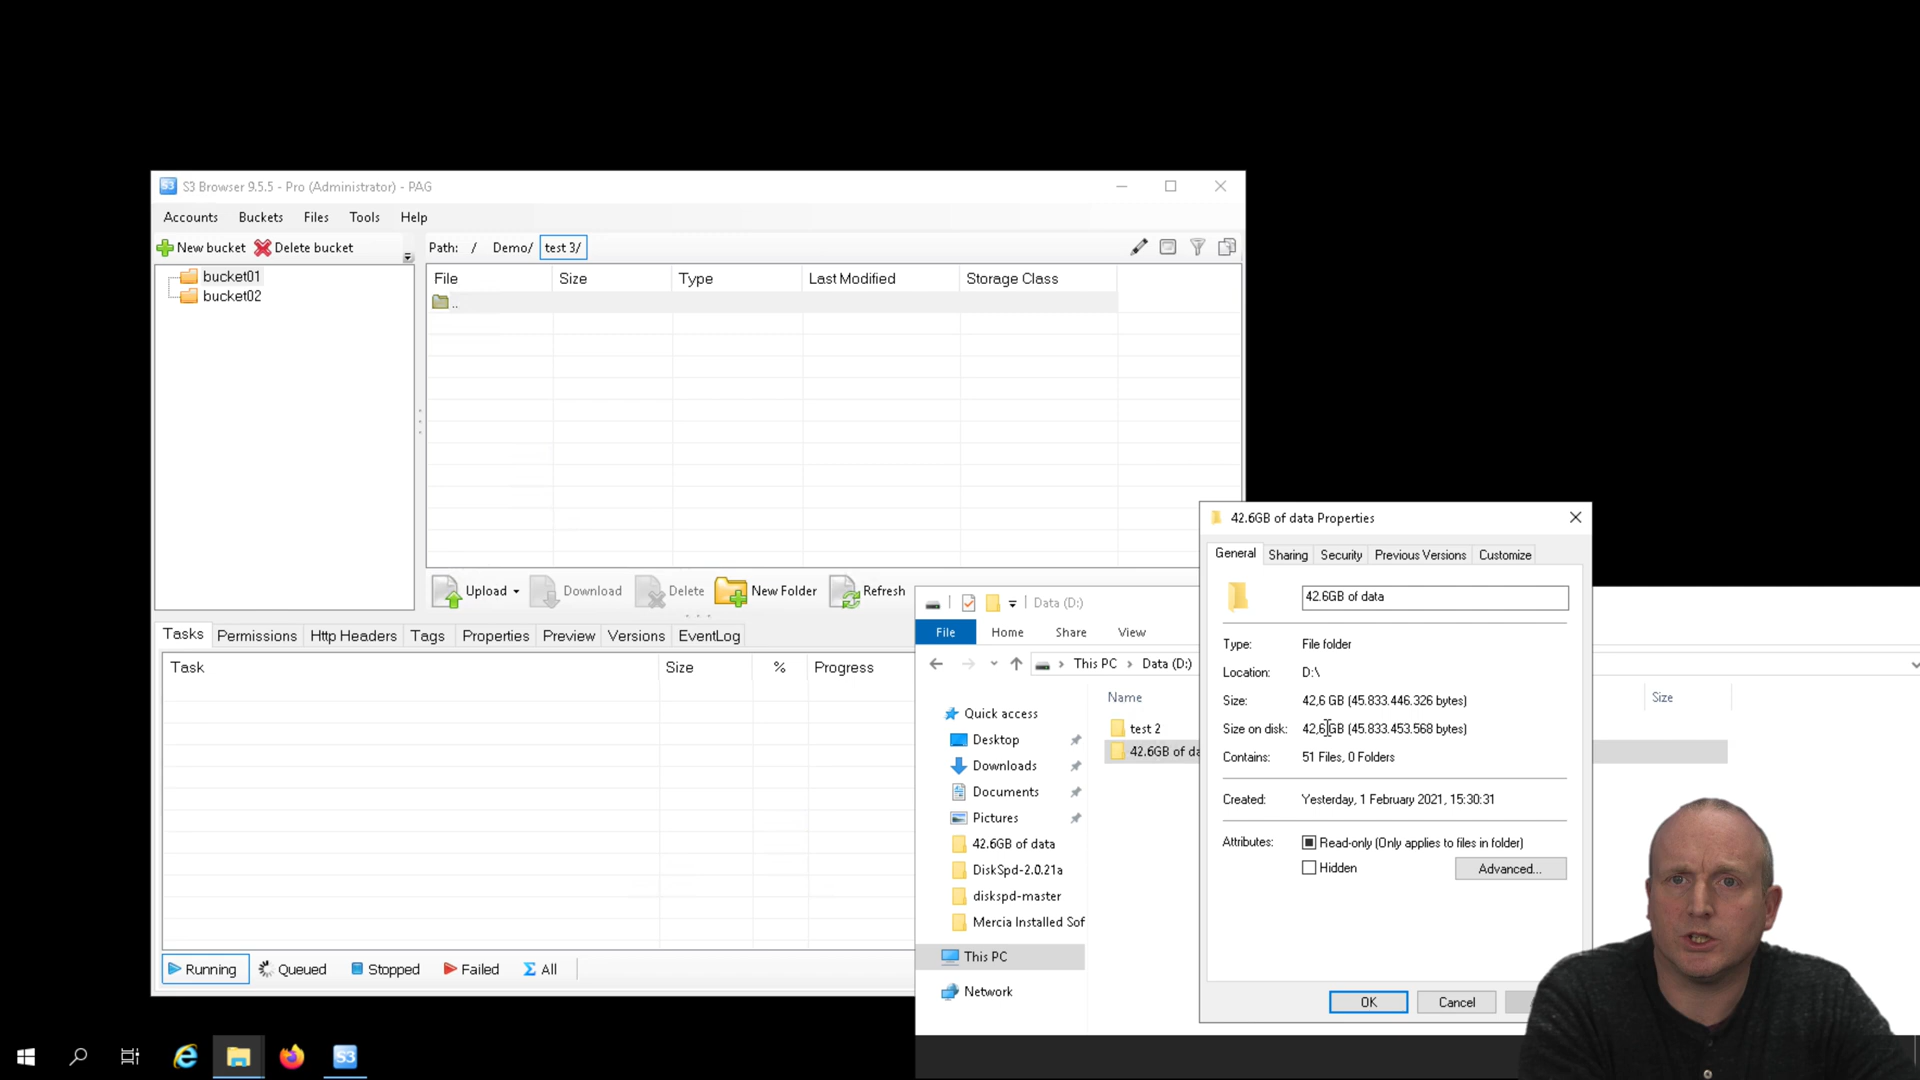 S3 Browser 9.5.5 - Pro (Administrator) - PAG
Accounts Buckets Files Tools Help
New bucket Delete bucket
Path: / Demo/ test 3/
bucket01
bucket02
File Size Type Last Modified Storage Class
..
Upload Download Delete New Folder Refresh
Tasks Permissions Http Headers Tags Properties Preview Versions EventLog
Task Size % Progress
Running Queued Stopped Failed All
Data (D:)
File Home Share View
This PC Data (D:)
Name
Size
Quick access
Desktop
Downloads
Documents
Pictures
42.6GB of data
DiskSpd-2.0.21a
diskspd-master
Mercia Installed Sof
This PC
Network
test 2
42.6GB of da
42.6GB of data Properties
General Sharing Security Previous Versions Customize
42.6GB of data
Type: File folder
Location: D:\
Size: 42,6 GB (45.833.446.326 bytes)
Size on disk: 42,6 GB (45.833.453.568 bytes)
Contains: 51 Files, 0 Folders
Created: Yesterday, 1 February 2021, 15:30:31
Attributes: Read-only (Only applies to files in folder)
Hidden
Advanced...
OK Cancel
S3